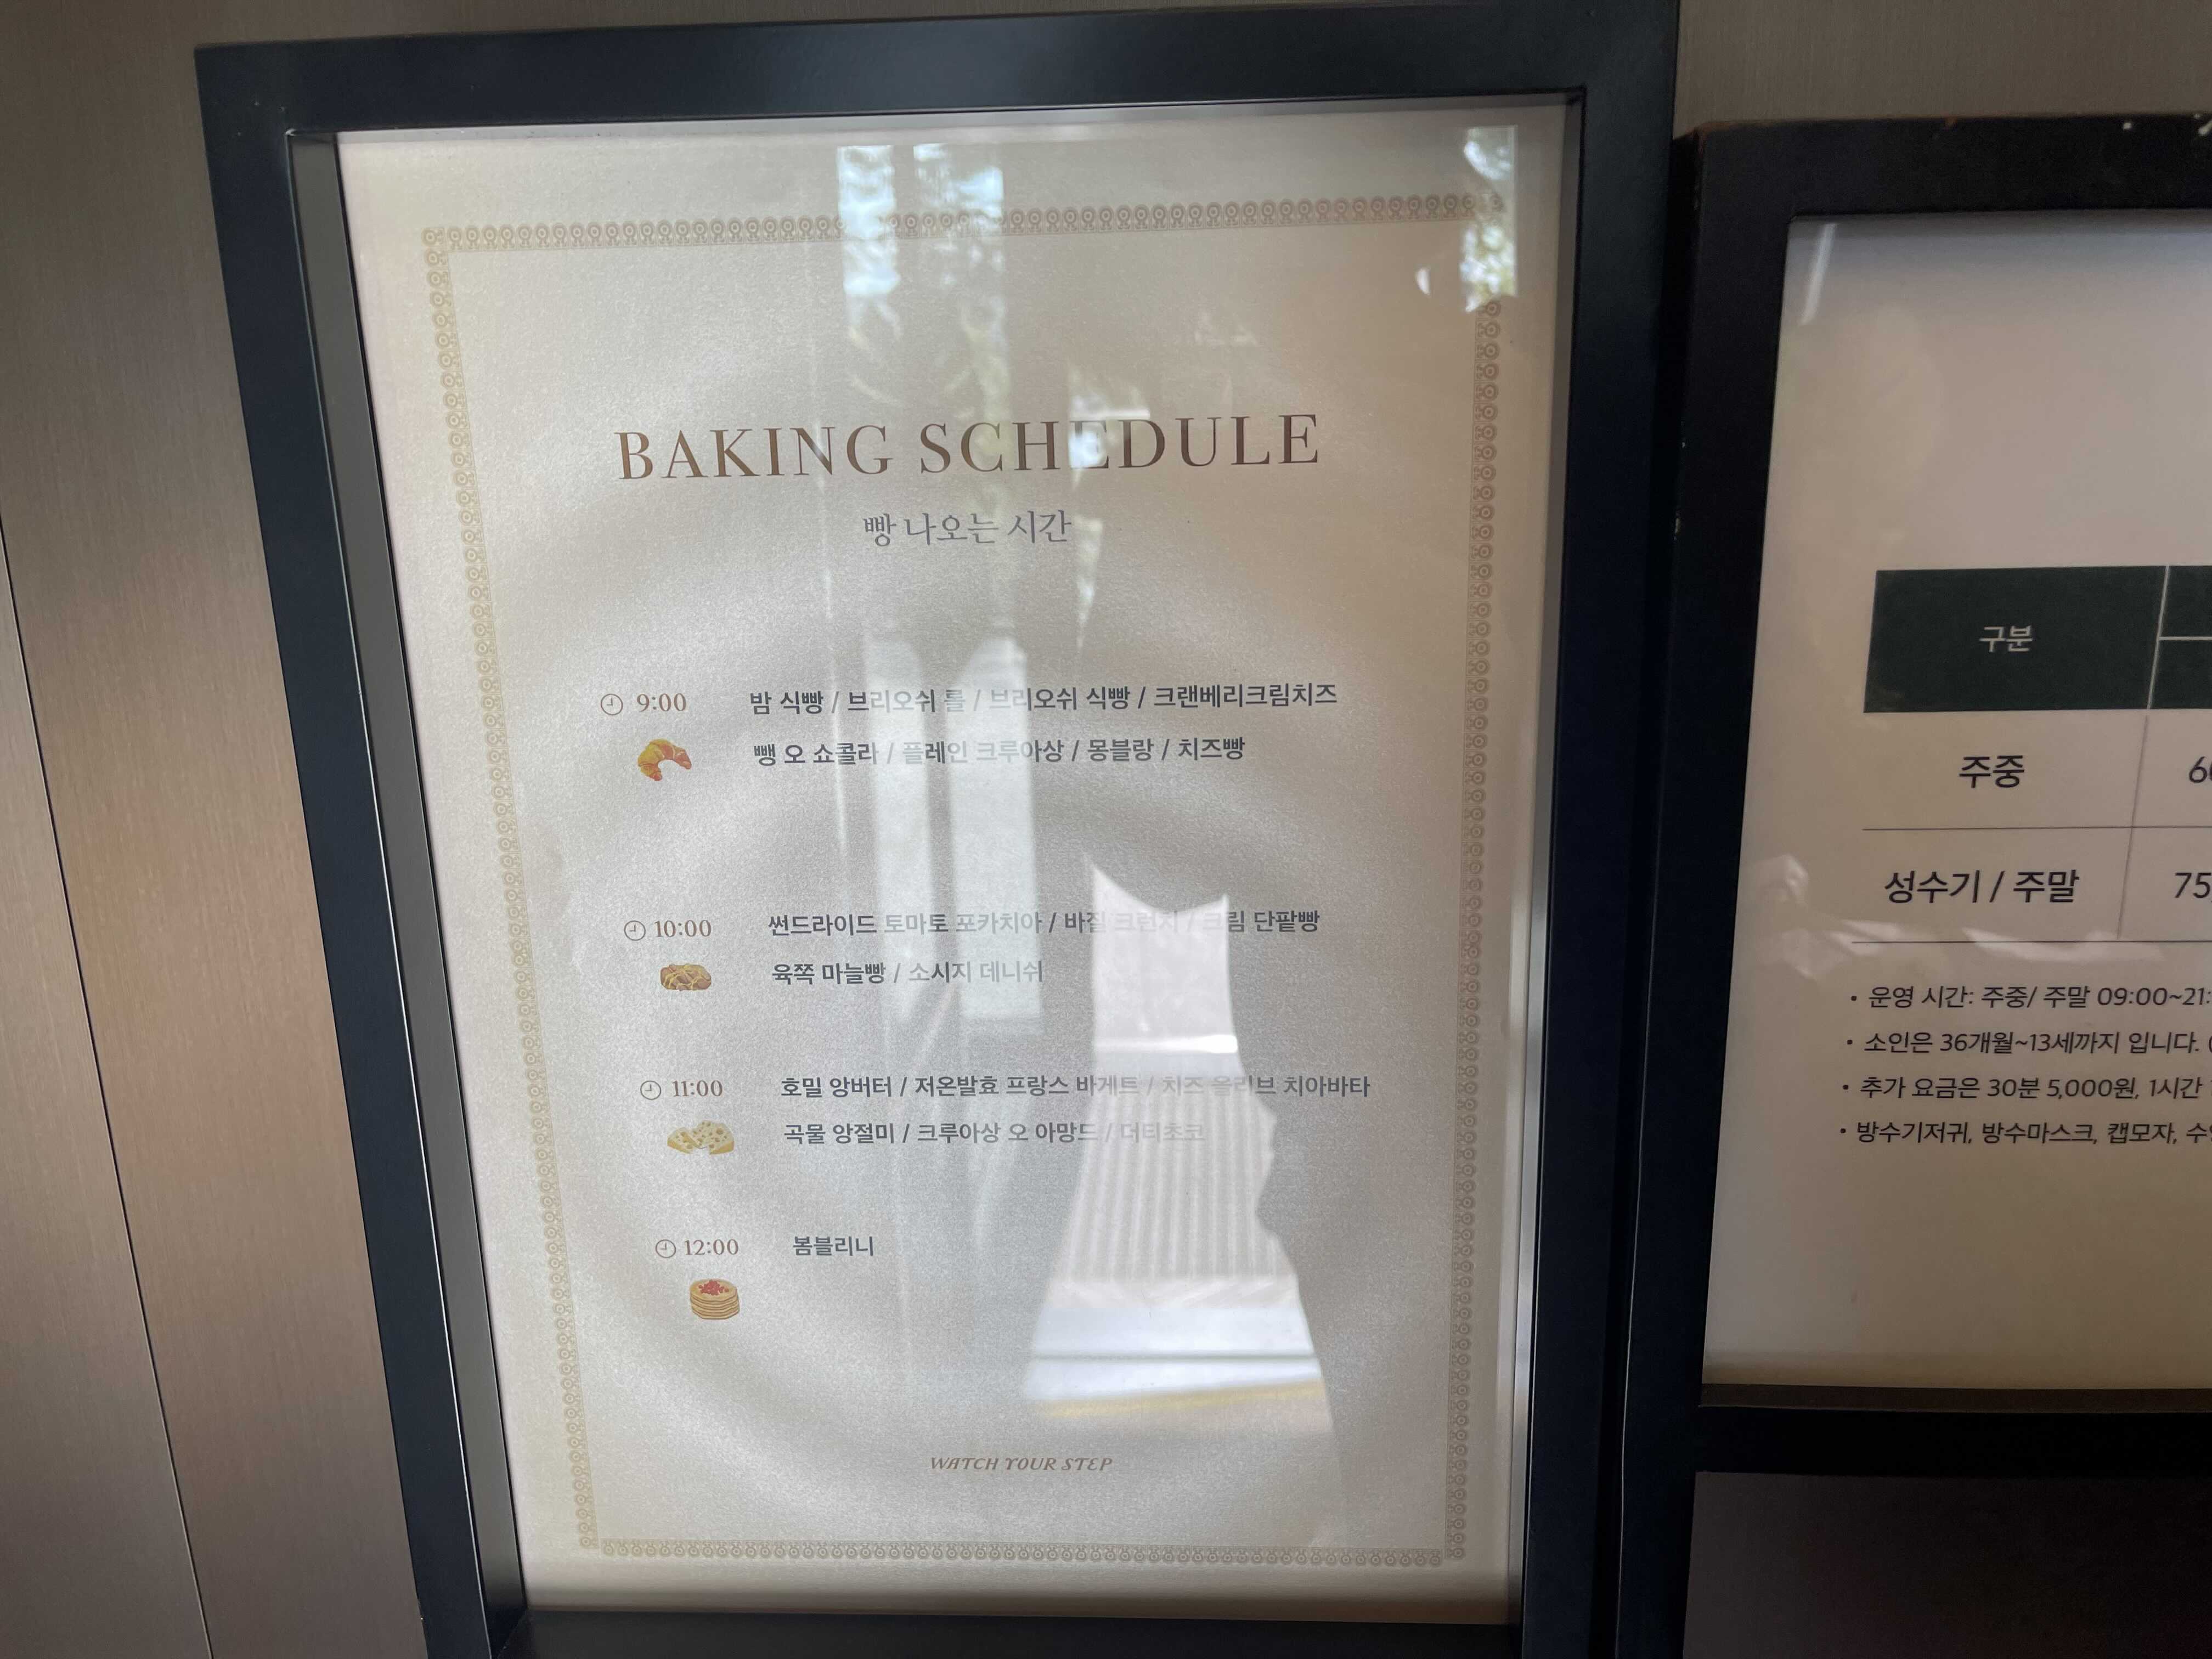 BAKING SCHEDULE
빵 나오는 시간
9:00 밤 식빵 / 브리오쉬 롤 / 브리오쉬 식빵 / 크랜베리크림치즈
뺑 오 쇼콜라 / 플레인 크루아상 / 몽블랑 / 치즈빵
10:00 썬드라이드 토마토 포카치아 / 바질 크런치 / 크림 단팥빵
육쪽 마늘빵 / 소시지 데니쉬
11:00 호밀 앙버터 / 저온발효 프랑스 바게트 / 치즈 올리브 치아바타
곡물 앙절미 / 크루아상 오 아망드 / 더티초코
12:00 봄블리니
WATCH YOUR STEP
구분
주중
성수기 / 주말 75
• 운영 시간: 주중/ 주말 09:00~21:
• 소인은 36개월~13세까지 입니다. (
• 추가 요금은 30분 5,000원, 1시간
• 방수기저귀, 방수마스크, 캡모자,